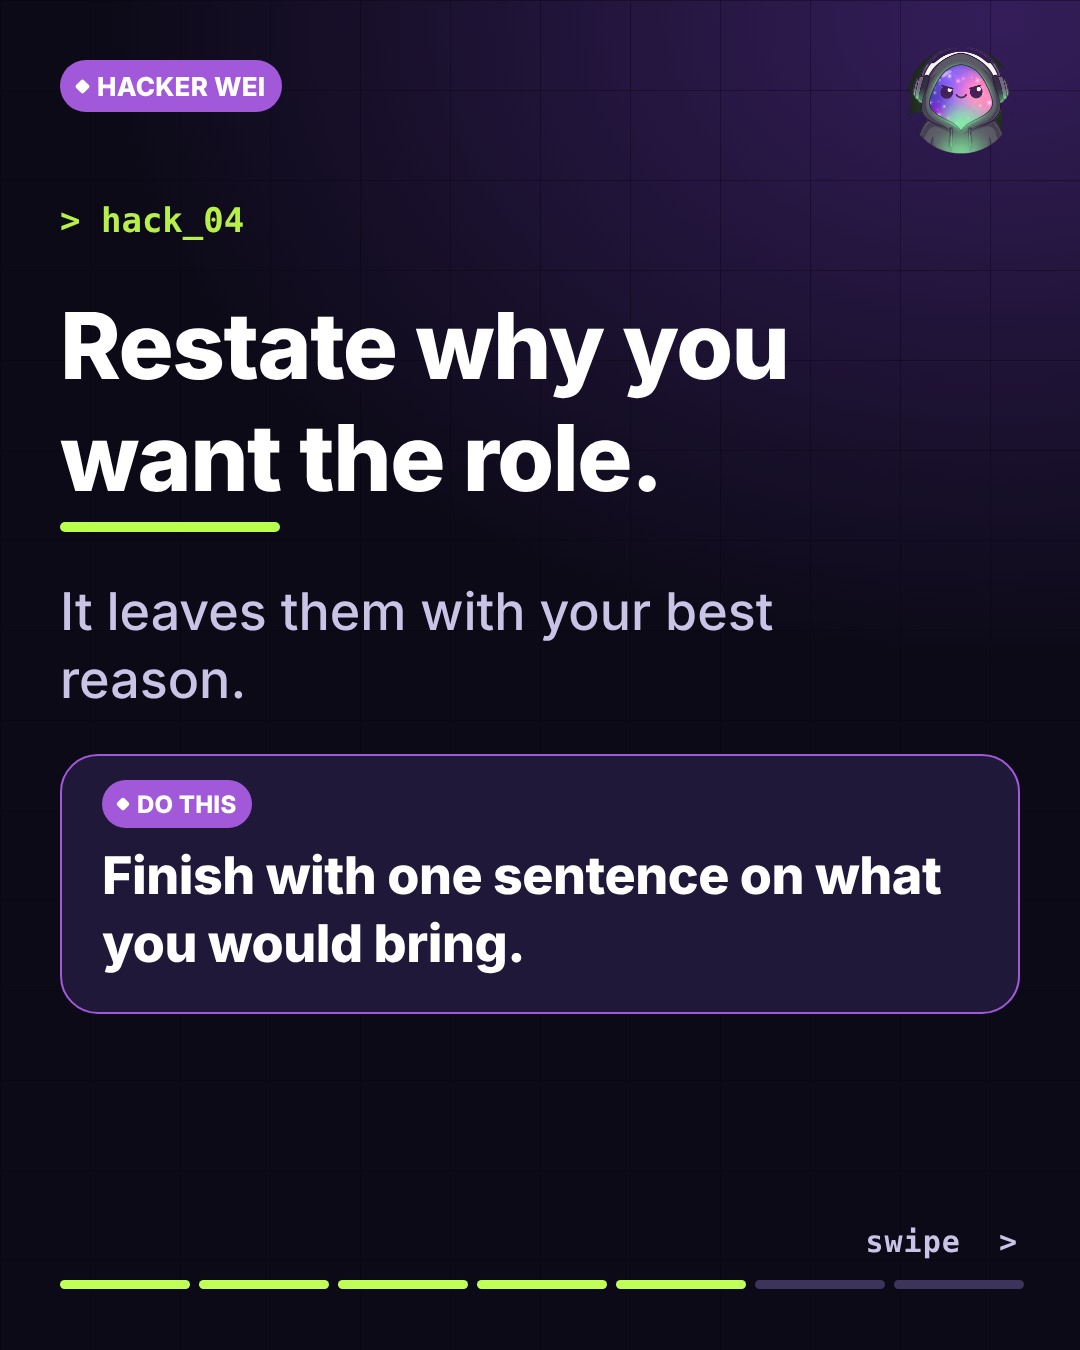 HACKER WEI
> hack_04
Restate why you
want the role.
It leaves them with your best
reason.
DO THIS
Finish with one sentence on what
you would bring.
swipe >